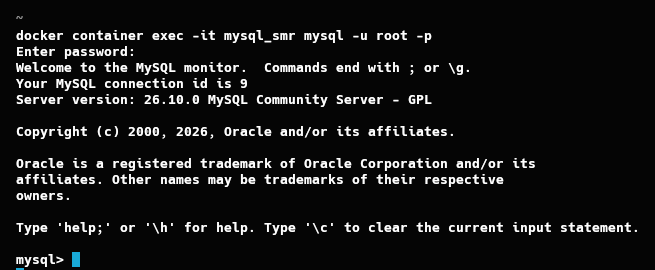 ~
docker container exec -it mysql_smr mysql -u root -p
Enter password:
Welcome to the MySQL monitor.  Commands end with ; or \g.
Your MySQL connection id is 9
Server version: 26.10.0 MySQL Community Server - GPL
Copyright (c) 2000, 2026, Oracle and/or its affiliates.
Oracle is a registered trademark of Oracle Corporation and/or its
affiliates. Other names may be trademarks of their respective
owners.
Type 'help;' or '\h' for help. Type '\c' to clear the current input statement.
mysql>